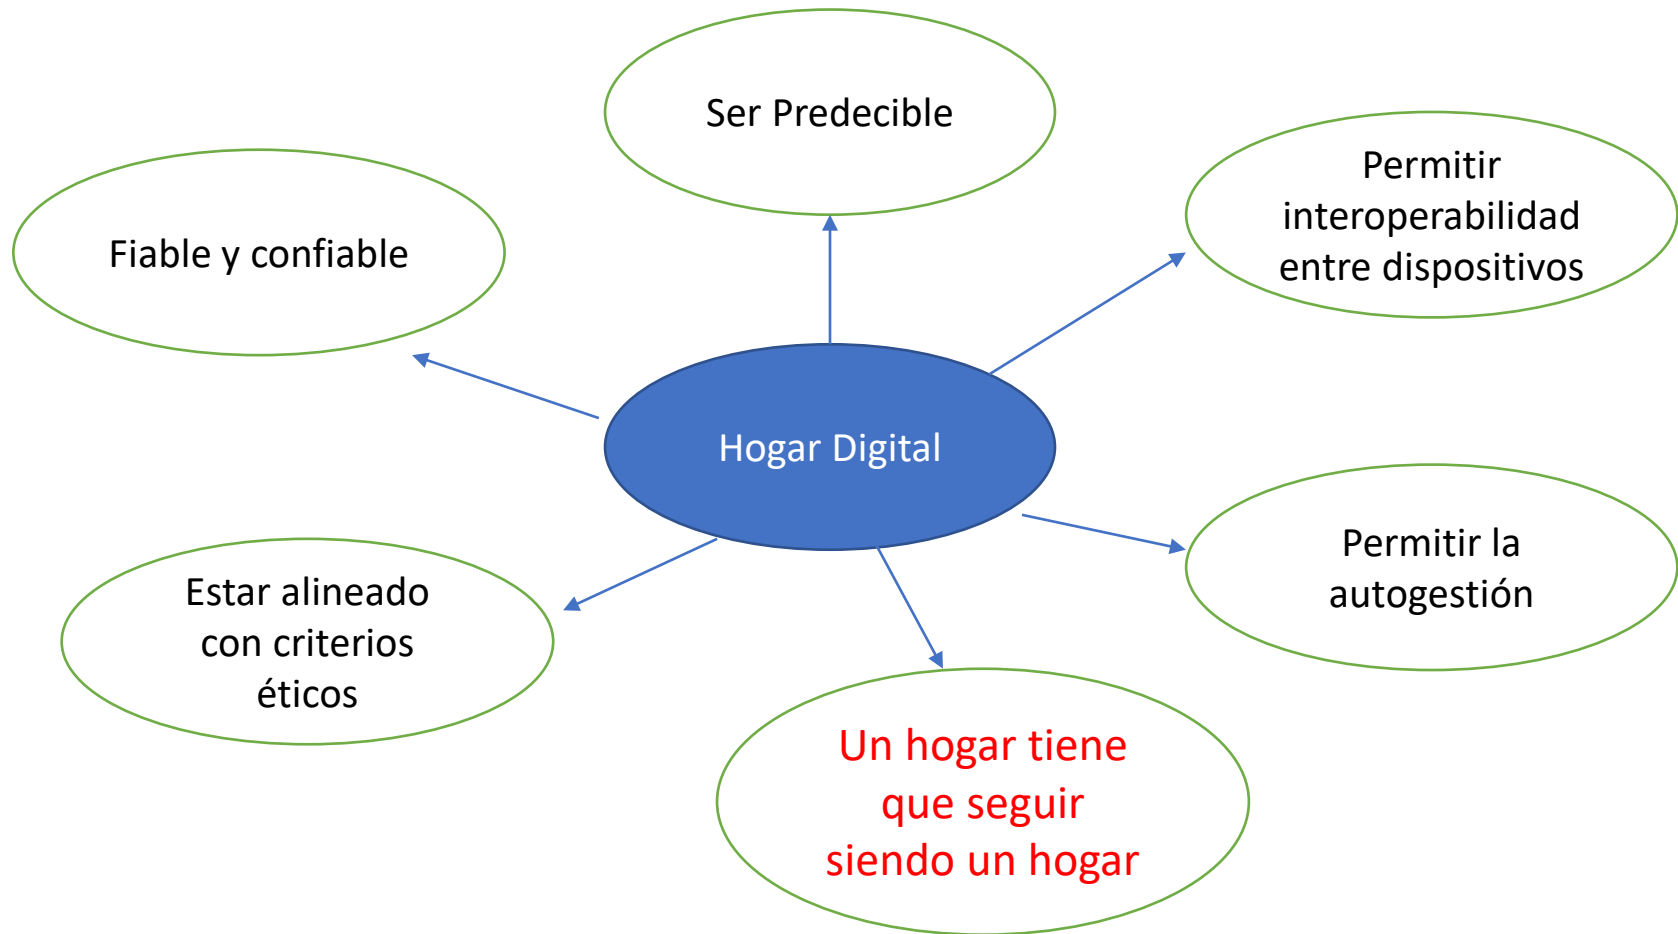 Ser Predecible
Permitir
interoperabilidad
entre dispositivos
Fiable y confiable
Hogar Digital
Permitir la
autogestión
Estar alineado
con criterios
éticos
Un hogar tiene
que seguir
siendo un hogar